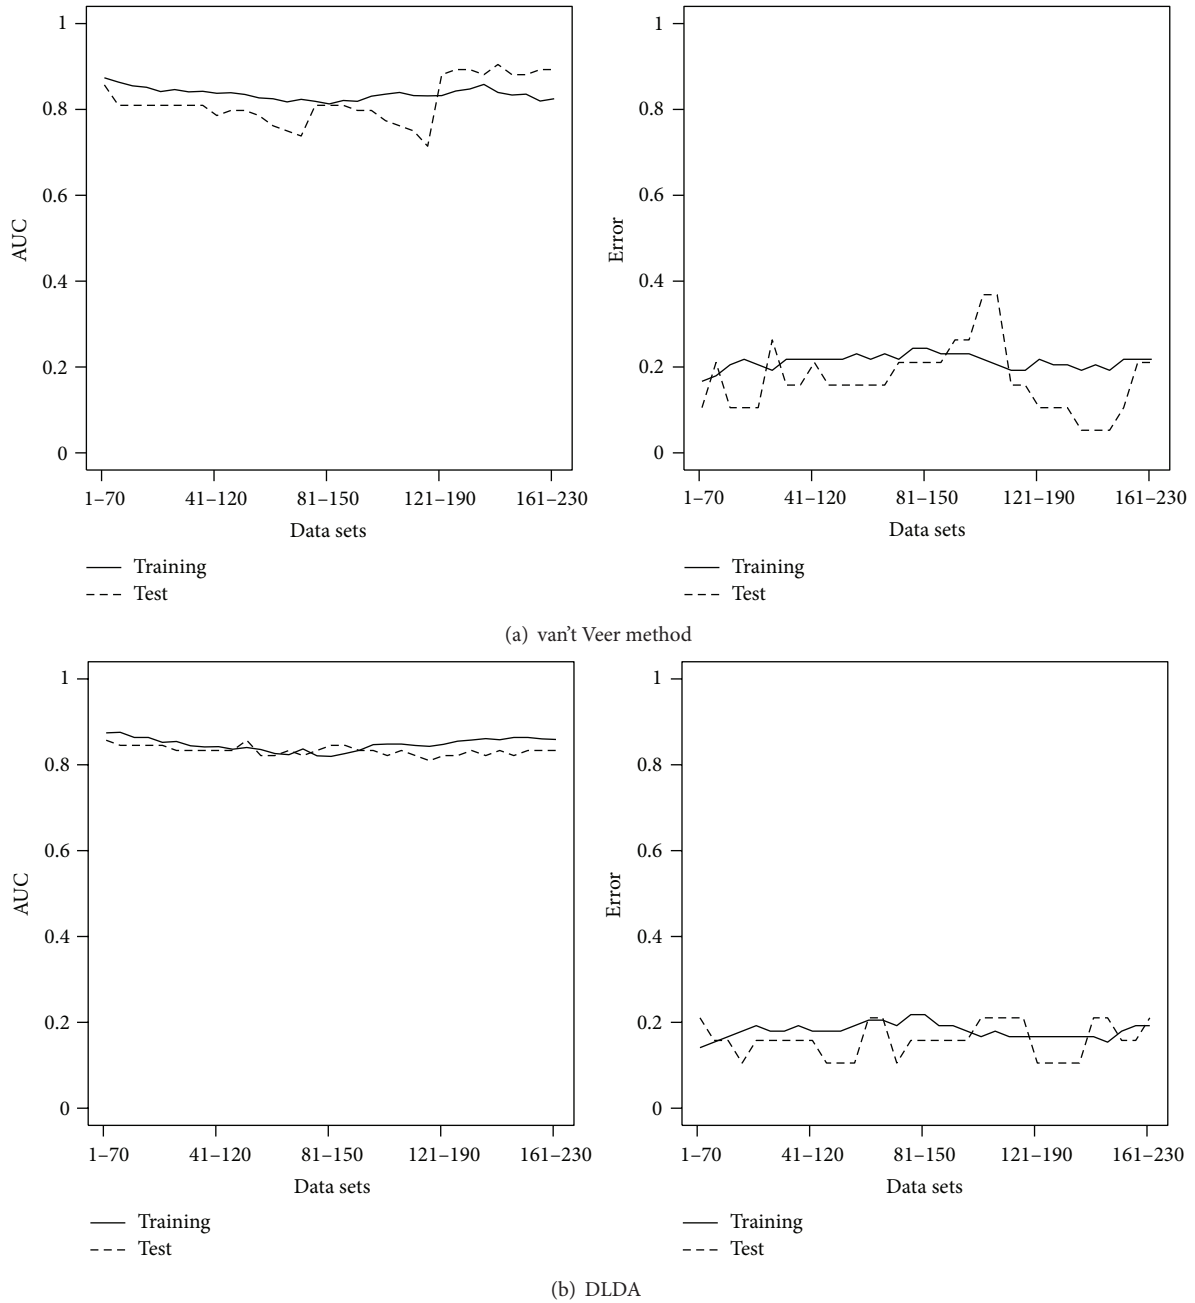 1
0.8
0.6
0.4
0.2
0
AUC
1–70
41–120
81–150
121–190
161–230
Data sets
Training
Test
1
0.8
0.6
0.4
0.2
0
Error
1–70
41–120
81–150
121–190
161–230
Data sets
Training
Test
(a) van't Veer method
1
0.8
0.6
0.4
0.2
0
AUC
1–70
41–120
81–150
121–190
161–230
Data sets
Training
Test
1
0.8
0.6
0.4
0.2
0
Error
1–70
41–120
81–150
121–190
161–230
Data sets
Training
Test
(b) DLDA